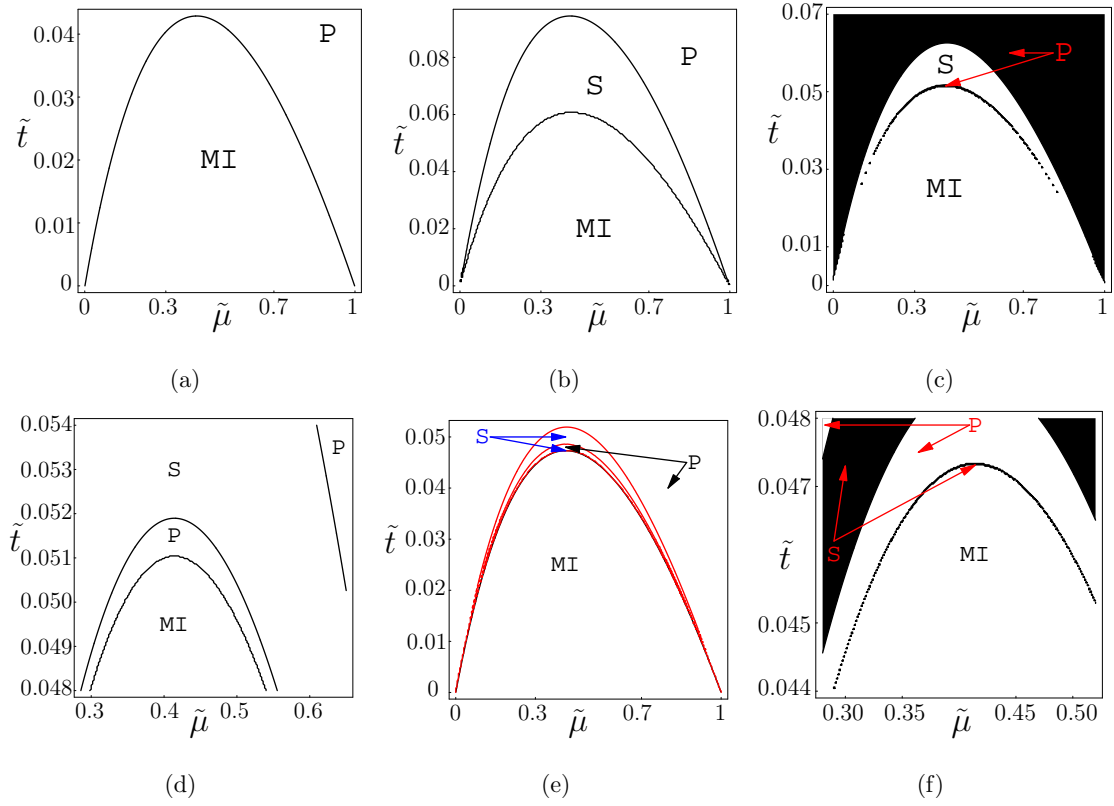 0.04
0.02
0.01
0
t̃
P
MI
0 0.3 0.7 1
μ̃
(a)
0.08
0.06
0.04
0.02
0
t̃
P
S
MI
0 0.3 0.7 1
μ̃
(b)
0.07
0.05
0.03
0.01
0
t̃
S
P
MI
0 0.3 0.7 1
μ̃
(c)
0.054
0.053
0.052
0.051
0.050
0.049
0.048
t̃
S
P
P
MI
0.3 0.4 0.5 0.6
μ̃
(d)
0.05
0.04
0.03
0.02
0.01
0
t̃
S
P
MI
0 0.3 0.7 1
μ̃
(e)
0.048
0.047
0.045
0.044
t̃
P
S
MI
0.30 0.35 0.45 0.50
μ̃
(f)